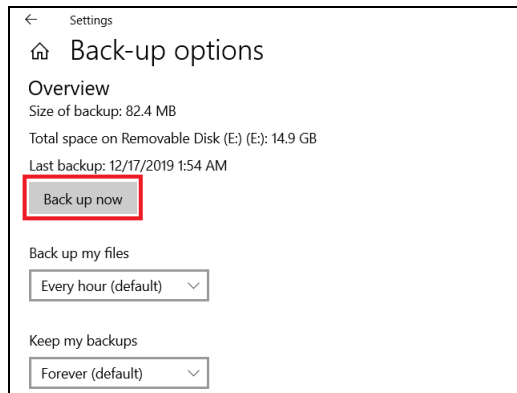 Settings
Back-up options
Overview
Size of backup: 82.4 MB
Total space on Removable Disk (E:) (E:): 14.9 GB
Last backup: 12/17/2019 1:54 AM
Back up now
Back up my files
Every hour (default)
Keep my backups
Forever (default)